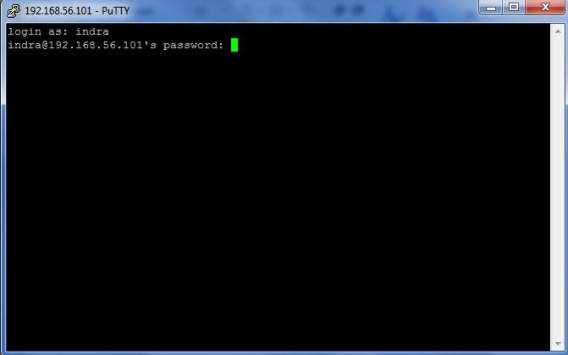 192.168.56.101 - PuTTY
login as: indra
indra@192.168.56.101's password: